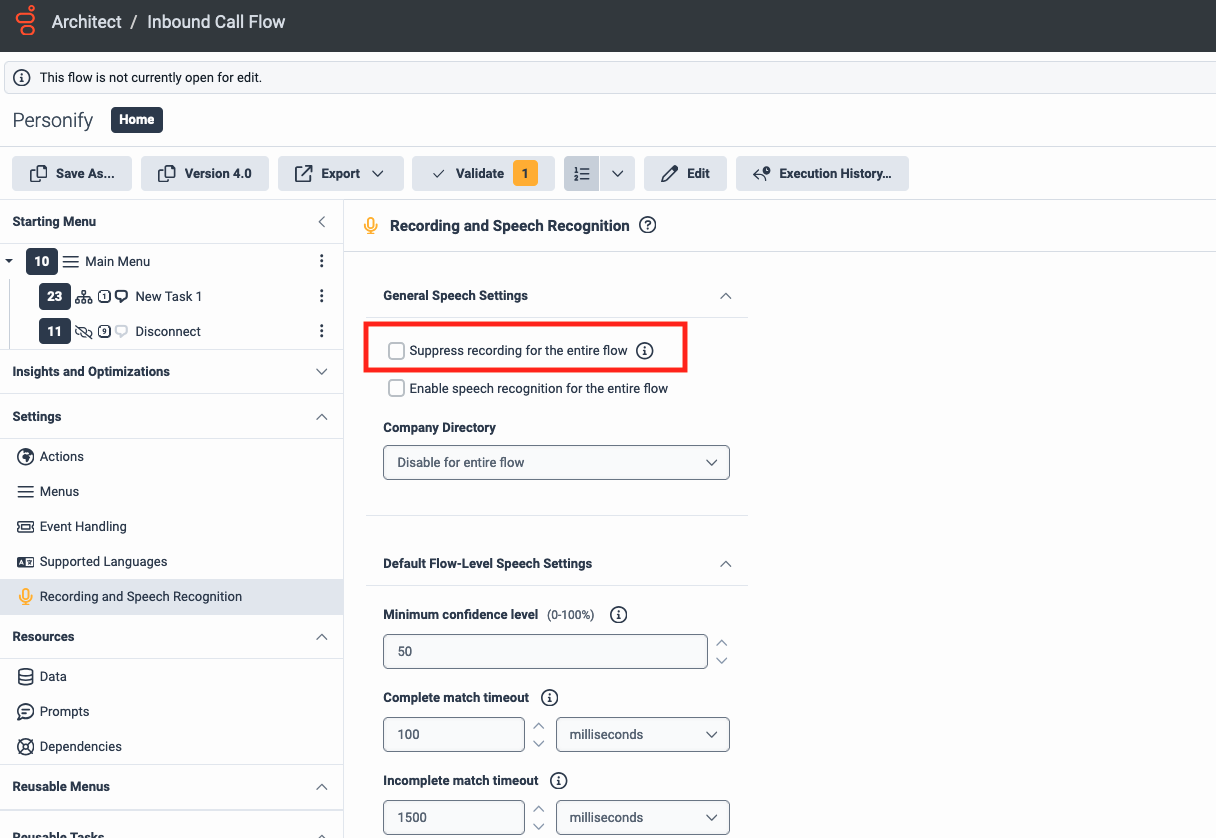 Architect / Inbound Call Flow
This flow is not currently open for edit.
Personify Home
Save As... Version 4.0 Export Validate 1 Edit Execution History...
Starting Menu
10 Main Menu
23 1 New Task 1
11 9 Disconnect
Insights and Optimizations
Settings
Actions
Menus
Event Handling
Supported Languages
Recording and Speech Recognition
Resources
Data
Prompts
Dependencies
Reusable Menus
Reusable Tasks
Recording and Speech Recognition
General Speech Settings
Suppress recording for the entire flow
Enable speech recognition for the entire flow
Company Directory
Disable for entire flow
Default Flow-Level Speech Settings
Minimum confidence level (0-100%)
50
Complete match timeout
100 milliseconds
Incomplete match timeout
1500 milliseconds